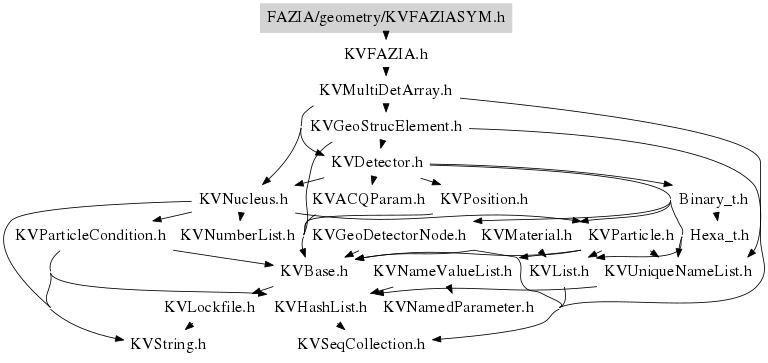 FAZIA/geometry/KVFAZIASYM.h
KVFAZIA.h
KVMultiDetArray.h
KVGeoStrucElement.h
KVDetector.h
KVNucleus.h KVACQParam.h KVPosition.h Binary_t.h
KVParticleCondition.h KVNumberList.h KVGeoDetectorNode.h KVMaterial.h KVParticle.h Hexa_t.h
KVBase.h KVNameValueList.h KVList.h KVUniqueNameList.h
KVLockfile.h KVHashList.h KVNamedParameter.h
KVString.h KVSeqCollection.h